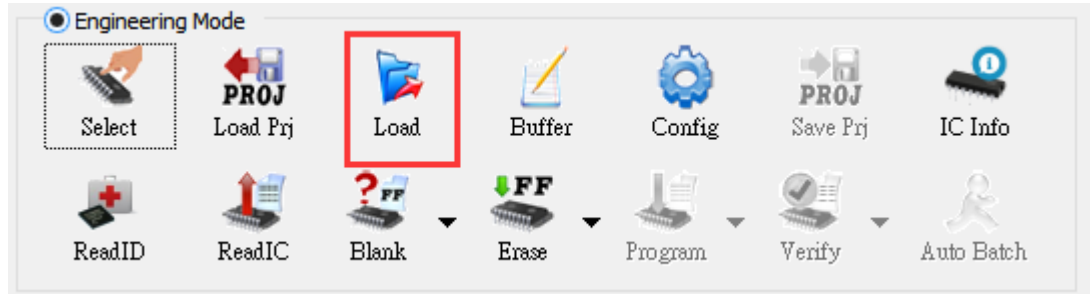 Engineering Mode
PROJ PROJ
Select Load Prj Load Buffer Config Save Prj IC Info
? FF FF
ReadID ReadIC Blank Erase Program Verify Auto Batch